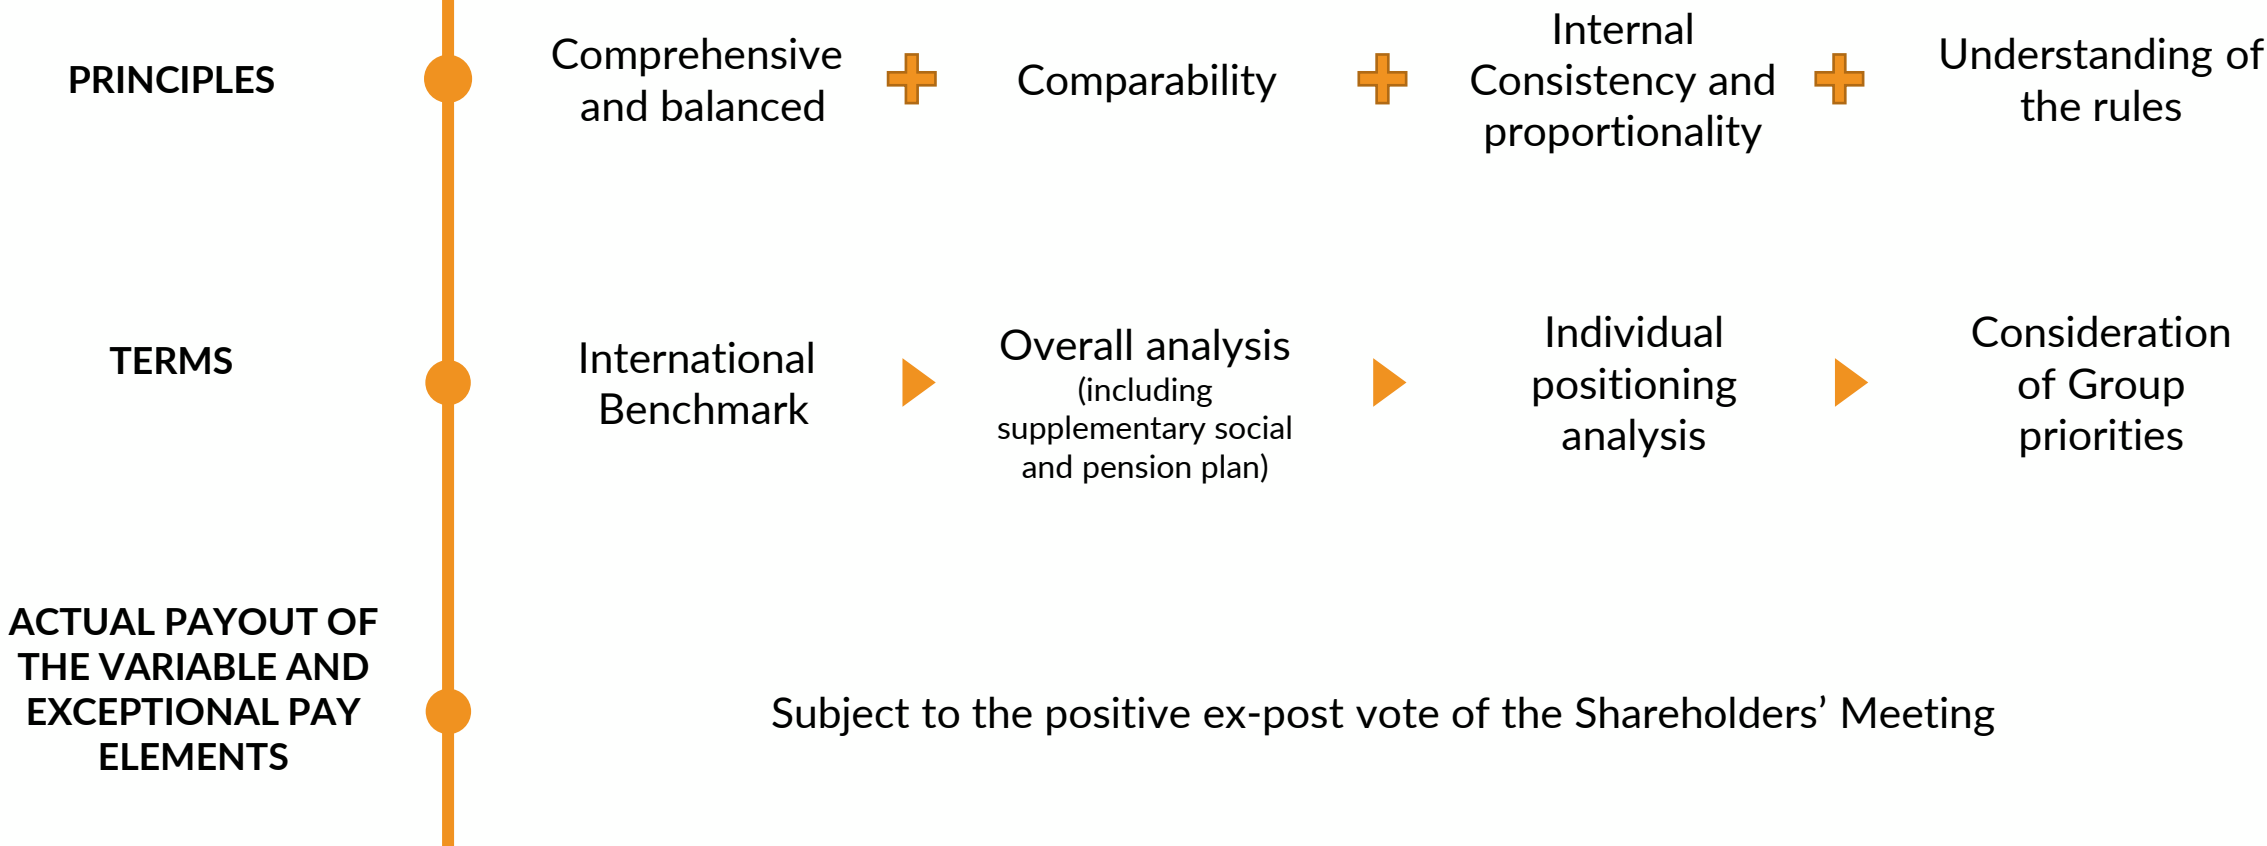 PRINCIPLES
Comprehensive
and balanced
Comparability
Internal
Consistency and
proportionality
Understanding of
the rules
TERMS
International
Benchmark
Overall analysis
(including
supplementary social
and pension plan)
Individual
positioning
analysis
Consideration
of Group
priorities
ACTUAL PAYOUT OF
THE VARIABLE AND
EXCEPTIONAL PAY
ELEMENTS
Subject to the positive ex-post vote of the Shareholders’ Meeting